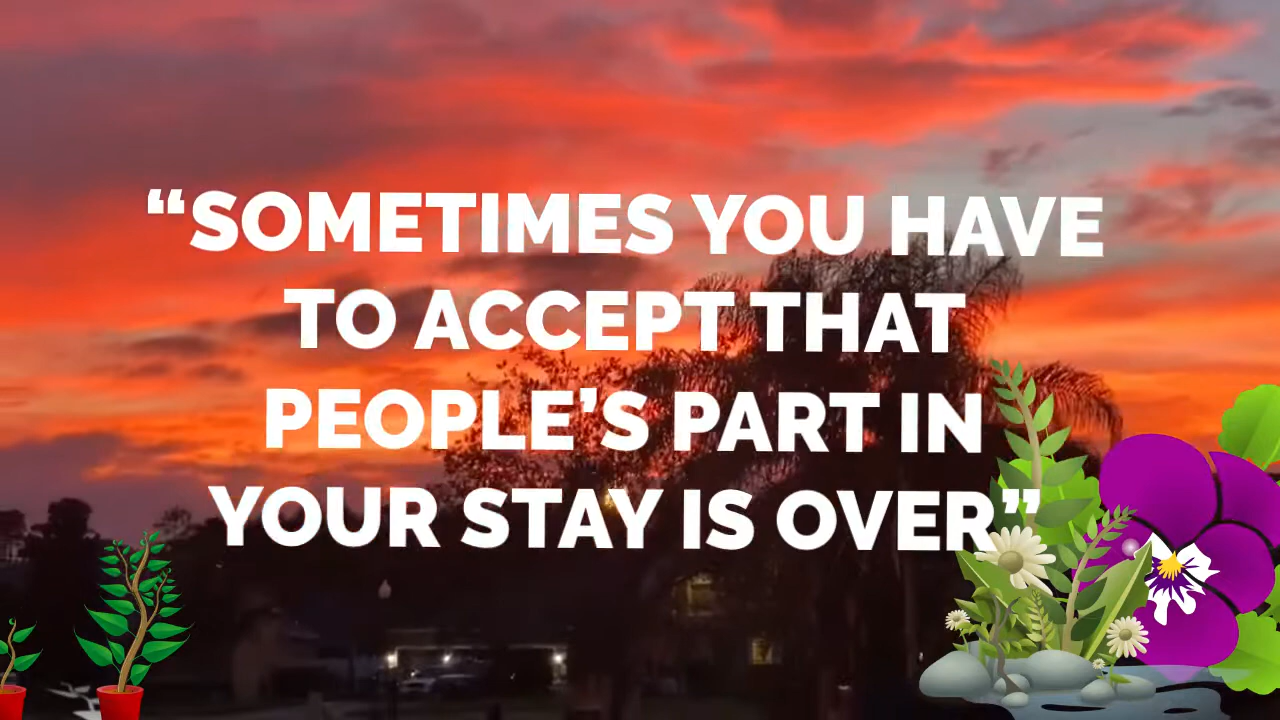 “SOMETIMES YOU HAVE
TO ACCEPT THAT
PEOPLE’S PART IN
YOUR STAY IS OVER”